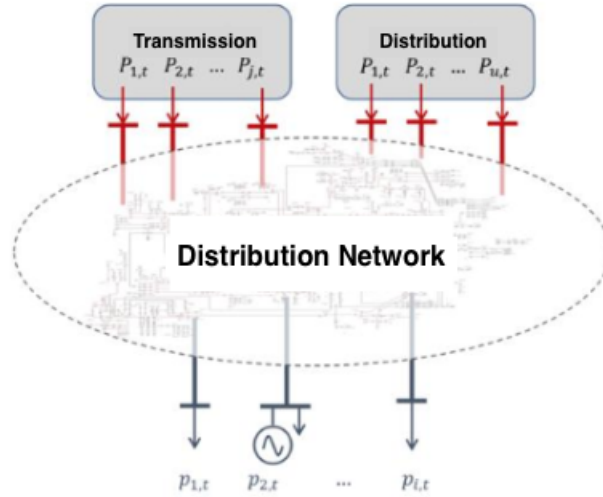 Transmission
P₁,t P₂,t ... Pⱼ,t
Distribution
P₁,t P₂,t ... Pᵤ,t
Distribution Network
p₁,t p₂,t ... pᵢ,t